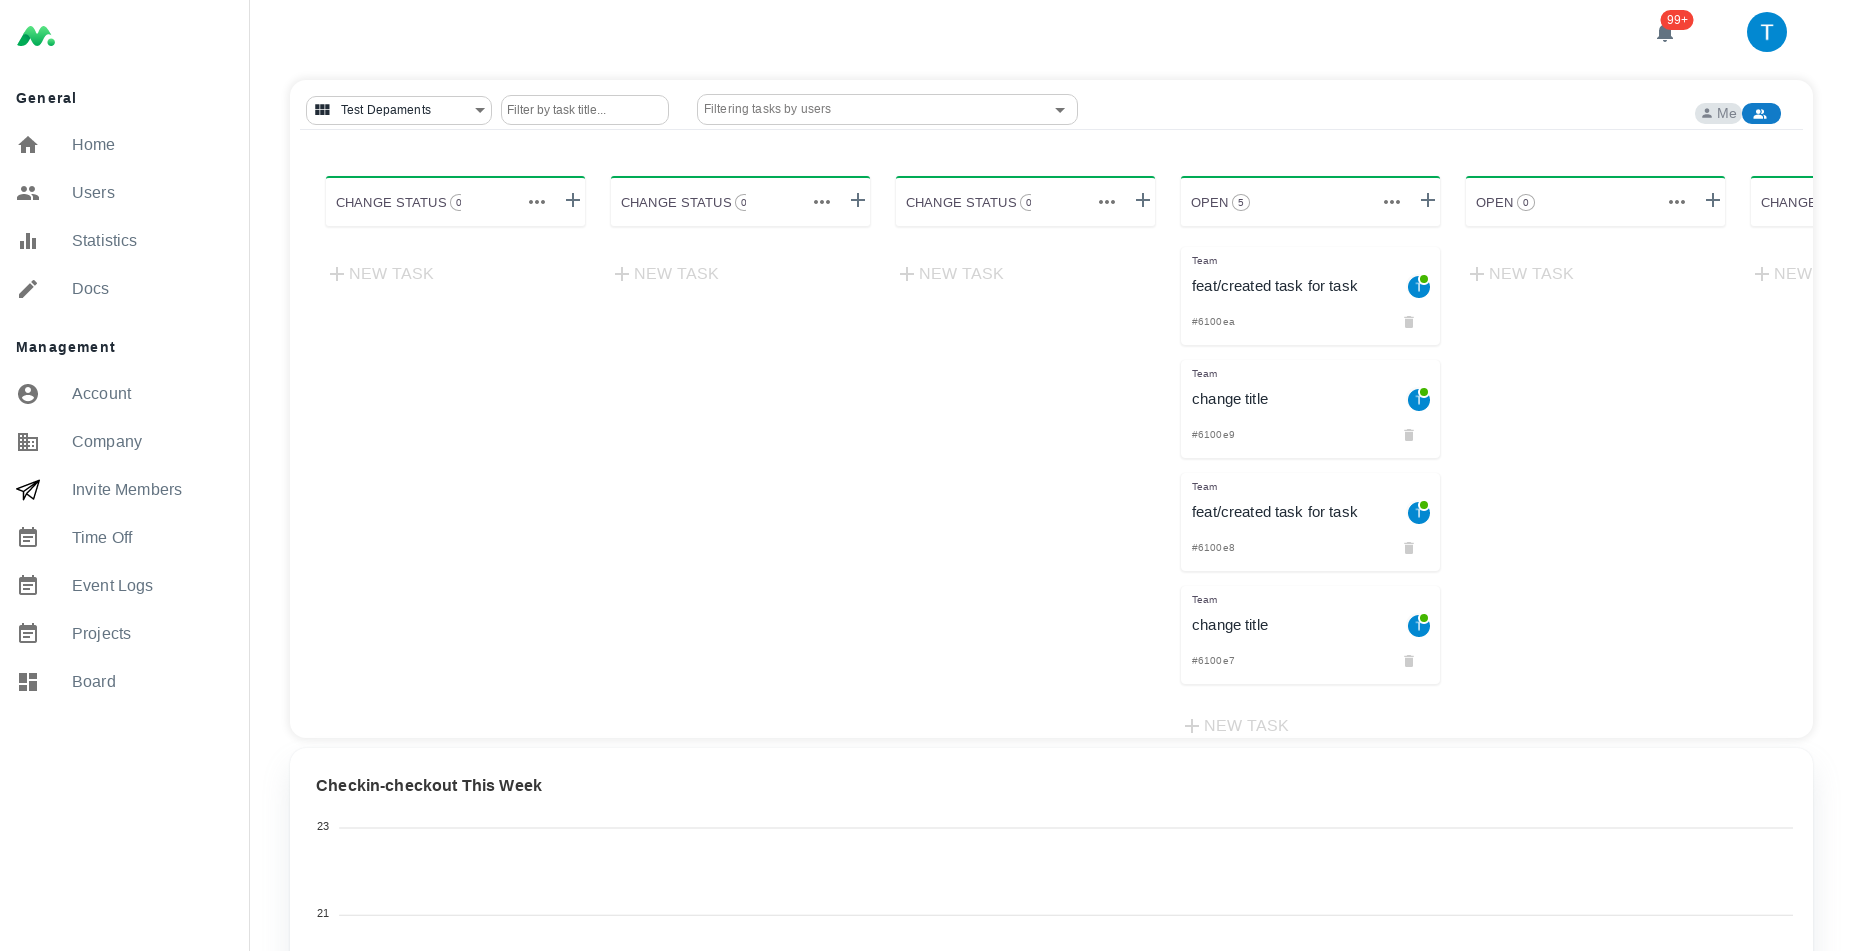 General
Home
Users
Statistics
Docs
Management
Account
Company
Invite Members
Time Off
Event Logs
Projects
Board
99+
T
Test Depaments
Filter by task title...
Filtering tasks by users
Me
CHANGE STATUS 0
NEW TASK
CHANGE STATUS 0
NEW TASK
CHANGE STATUS 0
NEW TASK
OPEN 5
Team
feat/created task for task
T
#6100ea
Team
change title
T
#6100e9
Team
feat/created task for task
T
#6100e8
Team
change title
T
#6100e7
NEW TASK
OPEN 0
NEW TASK
CHANGE
NEW
Checkin-checkout This Week
23
21